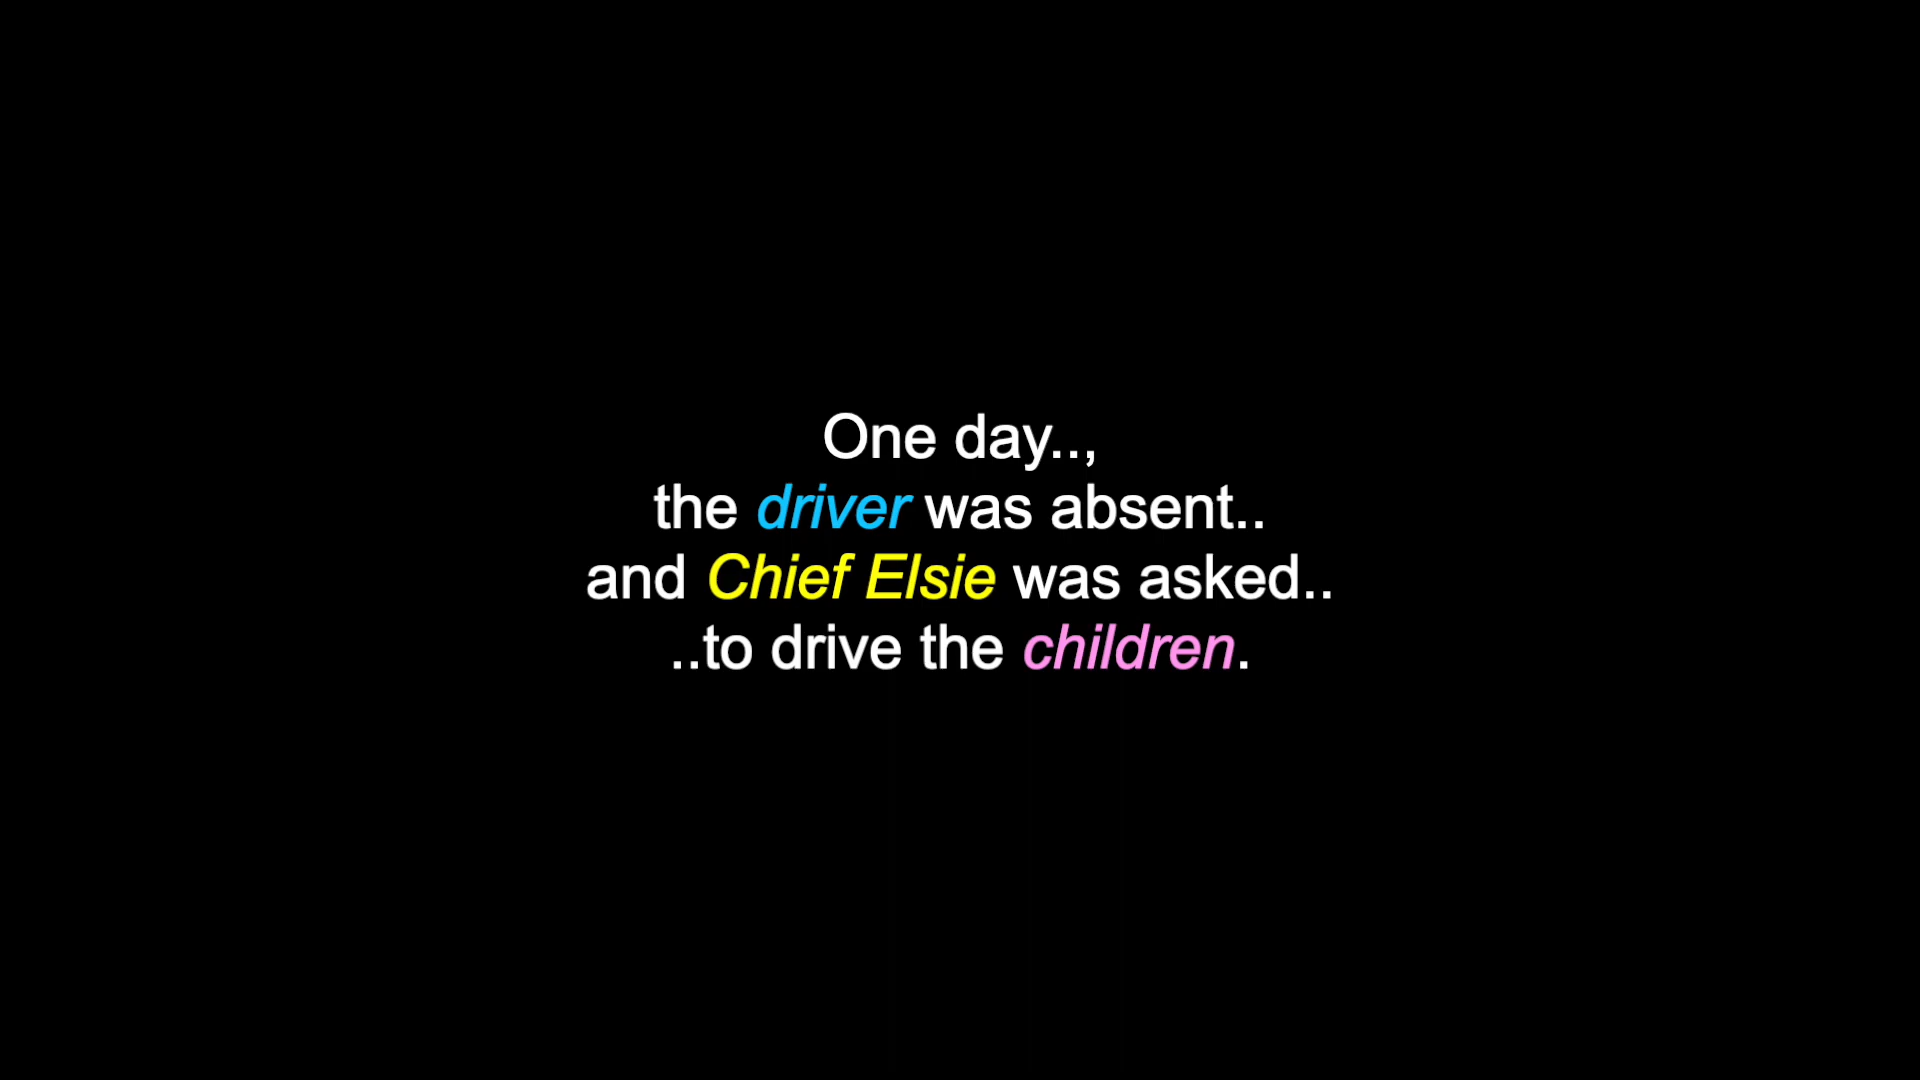 One day..,
the driver was absent..
and Chief Elsie was asked..
..to drive the children.